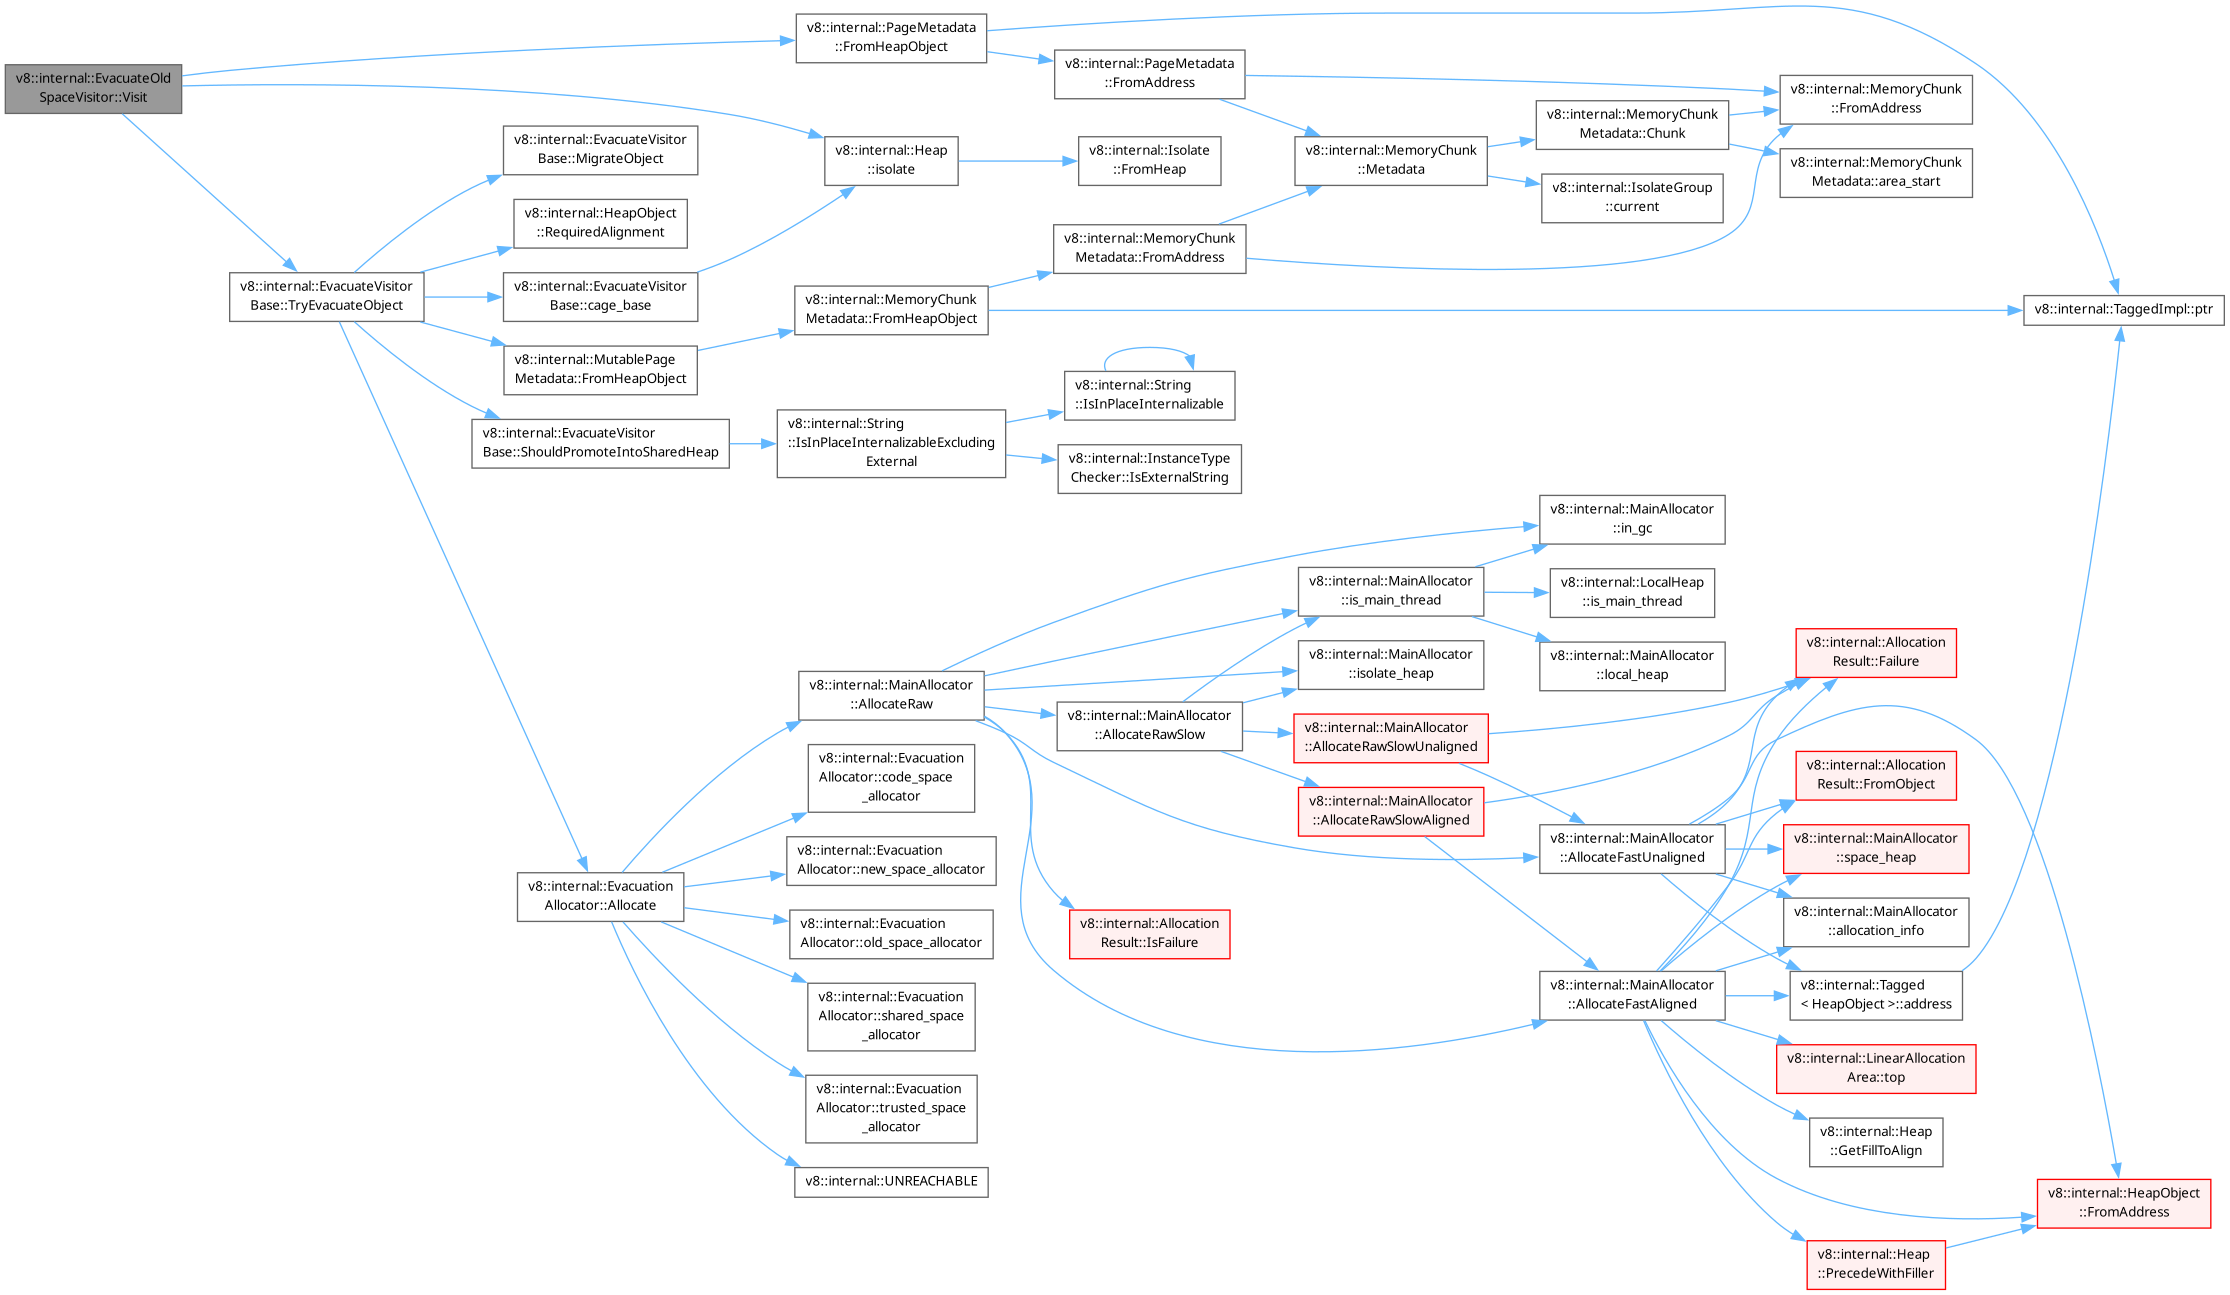 v8::internal::EvacuateOld
SpaceVisitor::Visit
v8::internal::PageMetadata
::FromHeapObject
v8::internal::PageMetadata
::FromAddress
v8::internal::MemoryChunk
::FromAddress
v8::internal::MemoryChunk
Metadata::Chunk
v8::internal::MemoryChunk
Metadata::area_start
v8::internal::MemoryChunk
::Metadata
v8::internal::IsolateGroup
::current
v8::internal::Heap
::isolate
v8::internal::Isolate
::FromHeap
v8::internal::EvacuateVisitor
Base::MigrateObject
v8::internal::HeapObject
::RequiredAlignment
v8::internal::EvacuateVisitor
Base::TryEvacuateObject
v8::internal::EvacuateVisitor
Base::cage_base
v8::internal::MemoryChunk
Metadata::FromAddress
v8::internal::MemoryChunk
Metadata::FromHeapObject
v8::internal::TaggedImpl::ptr
v8::internal::MutablePage
Metadata::FromHeapObject
v8::internal::EvacuateVisitor
Base::ShouldPromoteIntoSharedHeap
v8::internal::String
::IsInPlaceInternalizableExcluding
External
v8::internal::String
::IsInPlaceInternalizable
v8::internal::InstanceType
Checker::IsExternalString
v8::internal::MainAllocator
::in_gc
v8::internal::MainAllocator
::is_main_thread
v8::internal::LocalHeap
::is_main_thread
v8::internal::MainAllocator
::local_heap
v8::internal::MainAllocator
::isolate_heap
v8::internal::Allocation
Result::Failure
v8::internal::MainAllocator
::AllocateRaw
v8::internal::MainAllocator
::AllocateRawSlow
v8::internal::MainAllocator
::AllocateRawSlowUnaligned
v8::internal::MainAllocator
::AllocateRawSlowAligned
v8::internal::Allocation
Result::FromObject
v8::internal::Evacuation
Allocator::code_space
_allocator
v8::internal::MainAllocator
::AllocateFastUnaligned
v8::internal::MainAllocator
::space_heap
v8::internal::Evacuation
Allocator::new_space_allocator
v8::internal::Evacuation
Allocator::Allocate
v8::internal::Evacuation
Allocator::old_space_allocator
v8::internal::Allocation
Result::IsFailure
v8::internal::MainAllocator
::allocation_info
v8::internal::Evacuation
Allocator::shared_space
_allocator
v8::internal::MainAllocator
::AllocateFastAligned
v8::internal::Tagged
< HeapObject >::address
v8::internal::LinearAllocation
Area::top
v8::internal::Evacuation
Allocator::trusted_space
_allocator
v8::internal::Heap
::GetFillToAlign
v8::internal::UNREACHABLE
v8::internal::HeapObject
::FromAddress
v8::internal::Heap
::PrecedeWithFiller